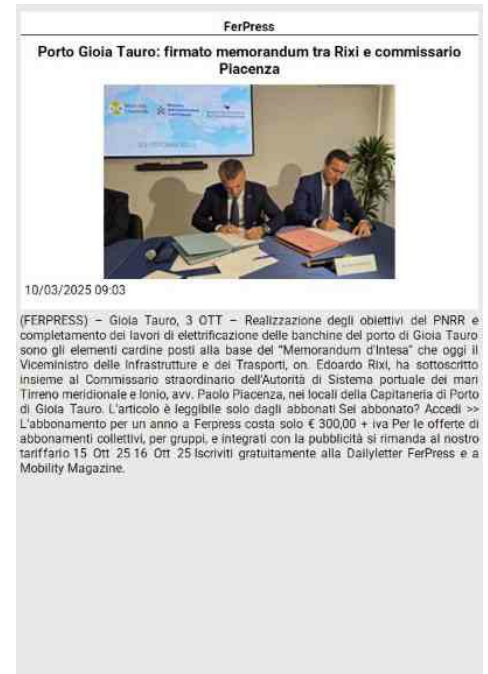 FerPress
Porto Gioia Tauro: firmato memorandum tra Rixi e commissario
Piacenza
10/03/2025 09:03
(FERPRESS) – Gioia Tauro, 3 OTT – Realizzazione degli obiettivi del PNRR e
completamento dei lavori di elettrificazione delle banchine del porto di Gioia Tauro
sono gli elementi cardine posti alla base del "Memorandum d'Intesa" che oggi il
Viceministro delle Infrastrutture e dei Trasporti, on. Edoardo Rixi, ha sottoscritto
insieme al Commissario straordinario dell'Autorità di Sistema portuale dei mari
Tirreno meridionale e Ionio, avv. Paolo Piacenza, nei locali della Capitaneria di Porto
di Gioia Tauro. L'articolo è leggibile solo dagli abbonati Sei abbonato? Accedi >>
L'abbonamento per un anno a Ferpress costa solo € 300,00 + iva Per le offerte di
abbonamenti collettivi, per gruppi, e integrati con la pubblicità si rimanda al nostro
tariffario 15 Ott 25 16 Ott 25 Iscriviti gratuitamente alla Dailyletter FerPress e a
Mobility Magazine.